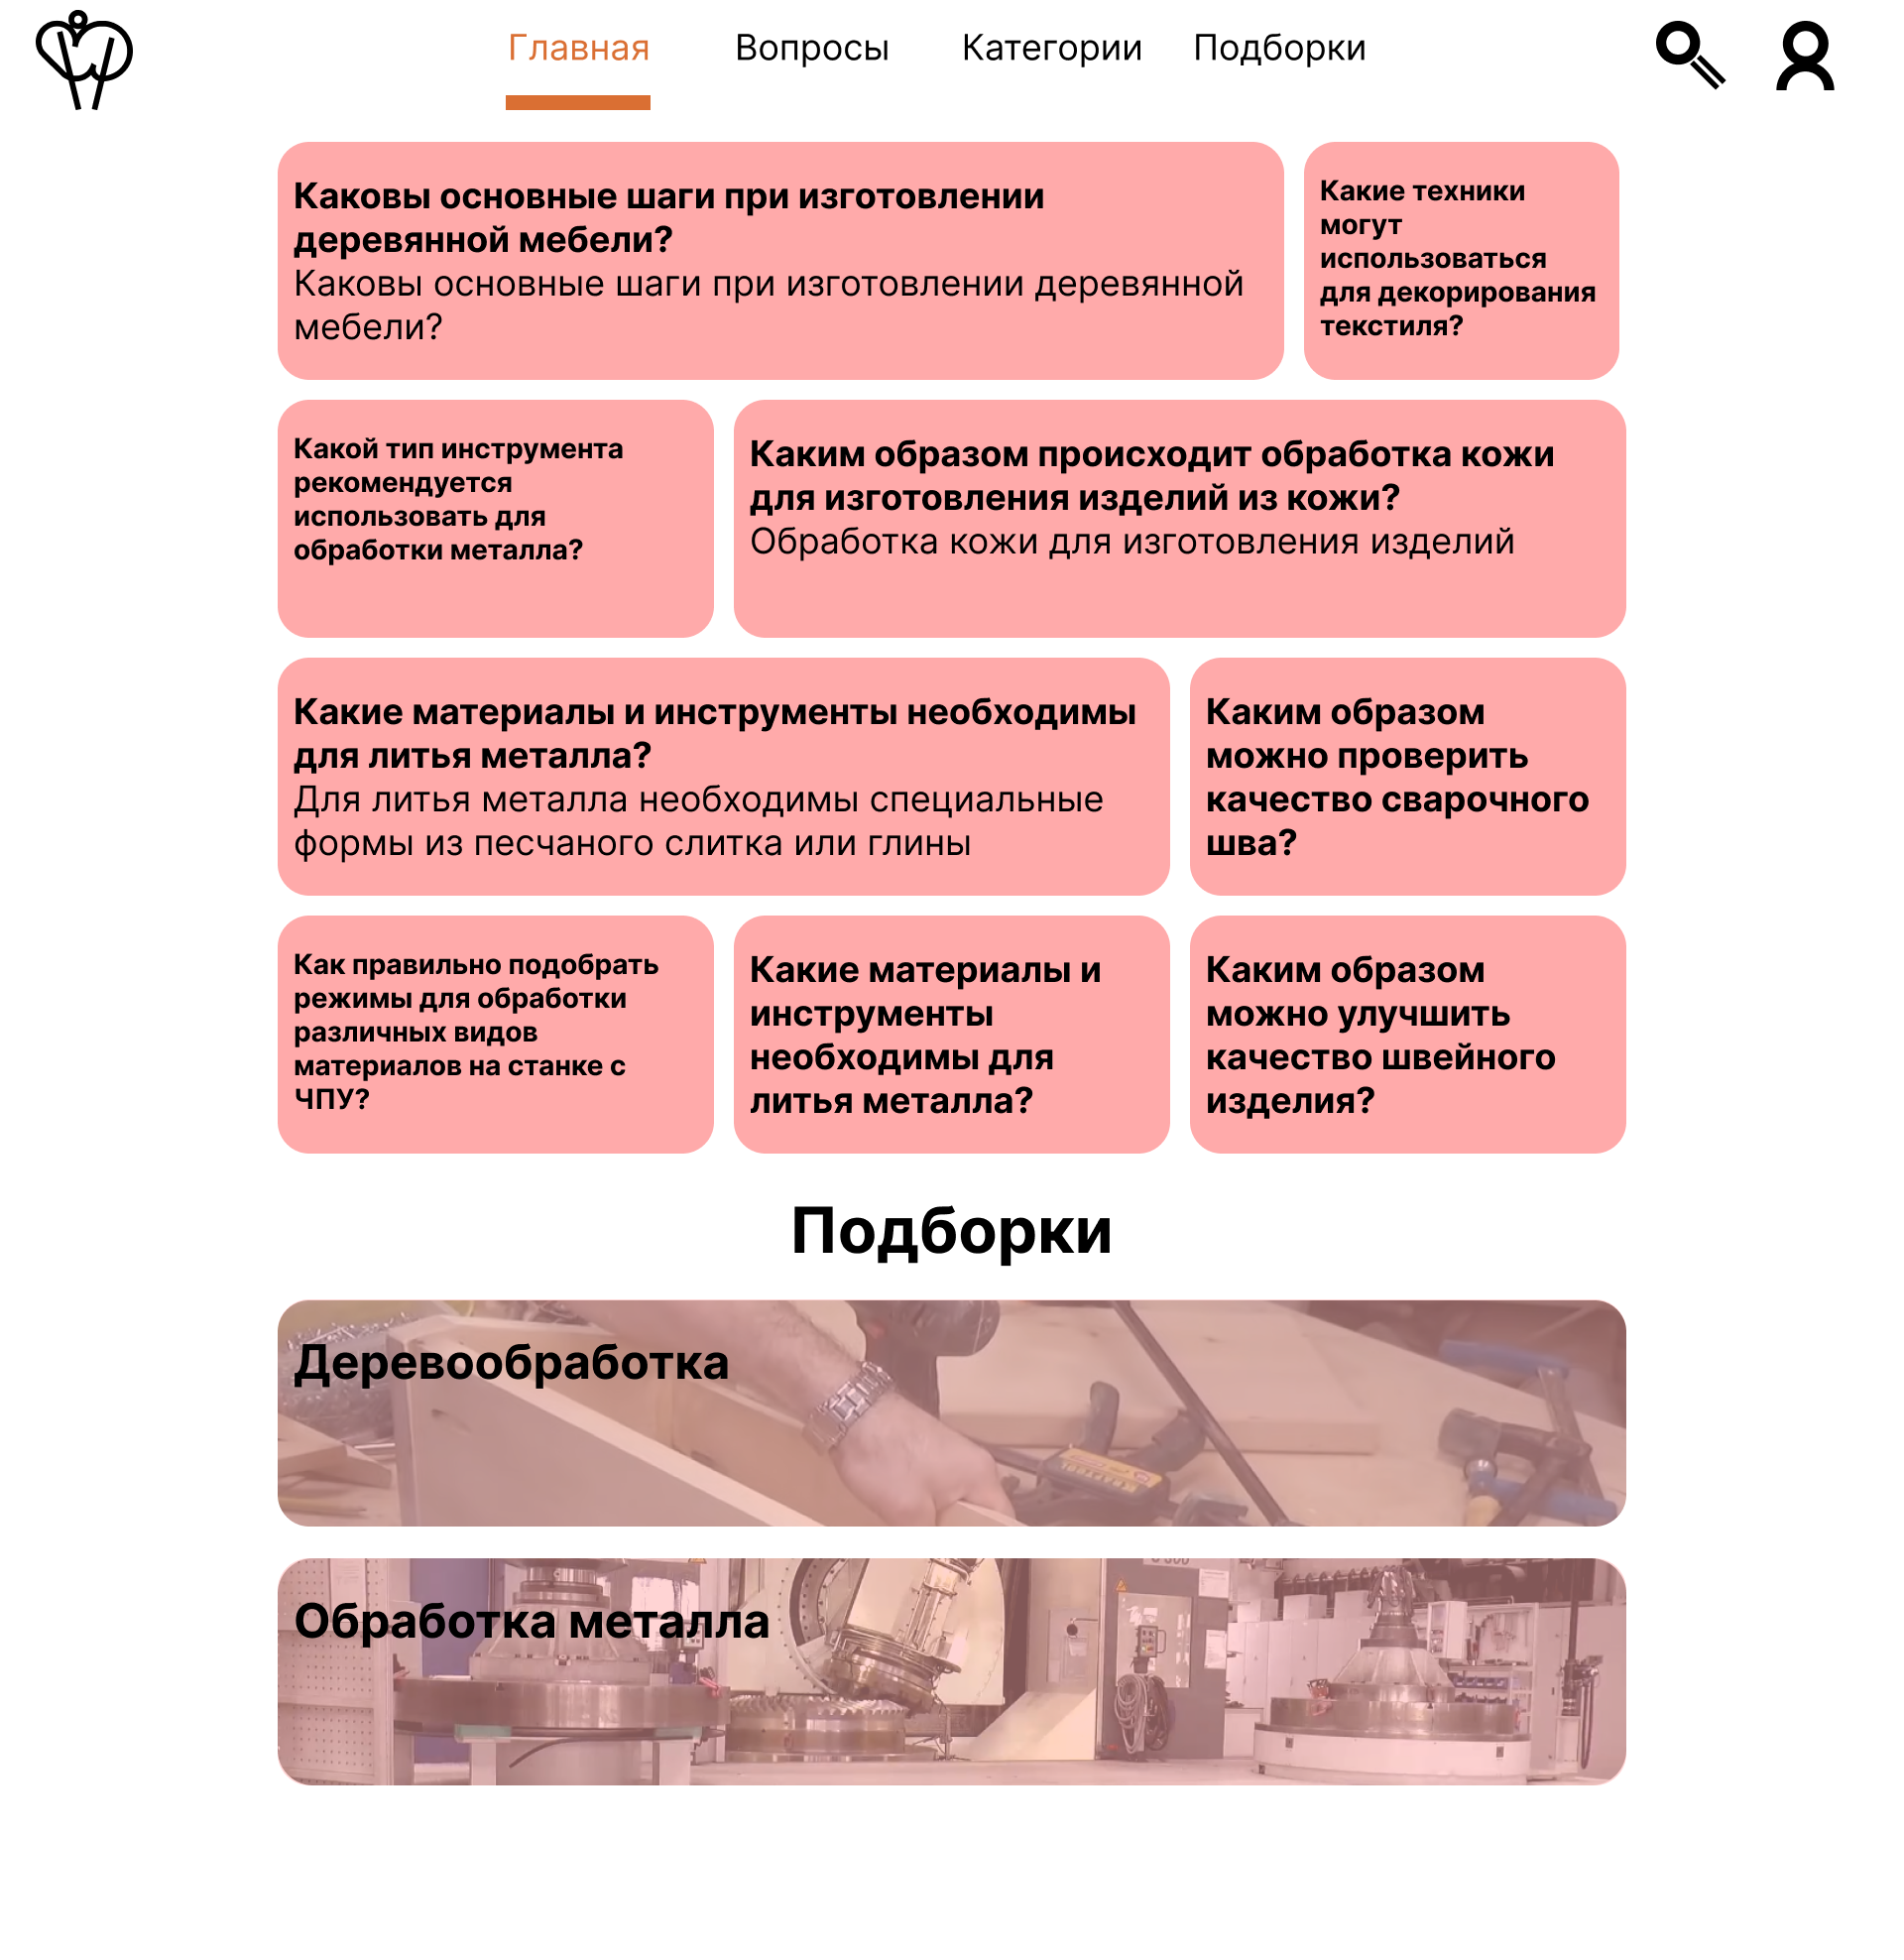 Главная
Вопросы
Категории
Подборки
Каковы основные шаги при изготовлении
деревянной мебели?
Каковы основные шаги при изготовлении деревянной
мебели?
Какие техники
могут
использоваться
для декорирования
текстиля?
Какой тип инструмента
рекомендуется
использовать для
обработки металла?
Каким образом происходит обработка кожи
для изготовления изделий из кожи?
Обработка кожи для изготовления изделий
Какие материалы и инструменты необходимы
для литья металла?
Для литья металла необходимы специальные
формы из песчаного слитка или глины
Каким образом
можно проверить
качество сварочного
шва?
Как правильно подобрать
режимы для обработки
различных видов
материалов на станке с
ЧПУ?
Какие материалы и
инструменты
необходимы для
литья металла?
Каким образом
можно улучшить
качество швейного
изделия?
Подборки
Деревообработка
Обработка металла